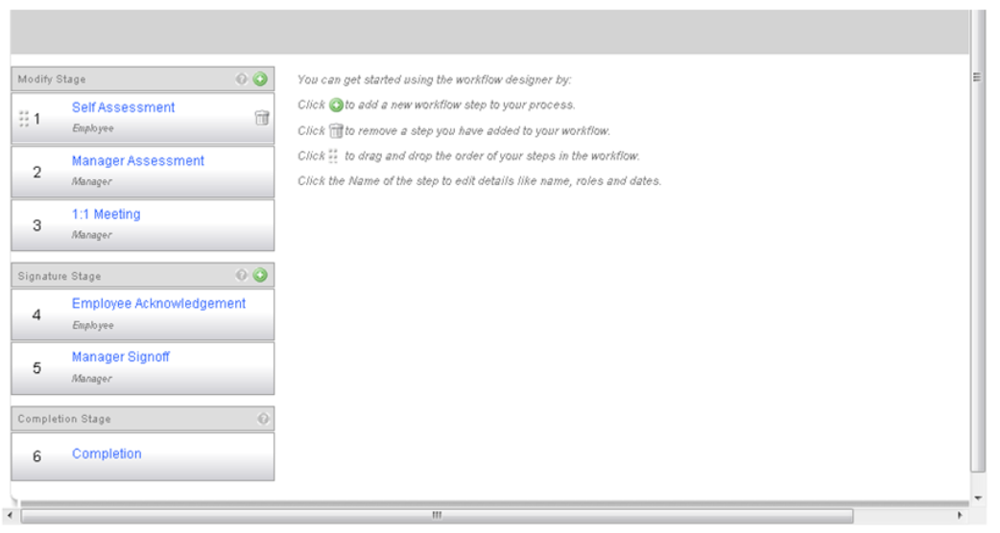 Modify Stage
1 Self Assessment
Employee
2 Manager Assessment
Manager
3 1:1 Meeting
Manager
Signature Stage
4 Employee Acknowledgement
Employee
5 Manager Signoff
Manager
Completion Stage
6 Completion
You can get started using the workflow designer by:
Click to add a new workflow step to your process.
Click to remove a step you have added to your workflow.
Click to drag and drop the order of your steps in the workflow.
Click the Name of the step to edit details like name, roles and dates.